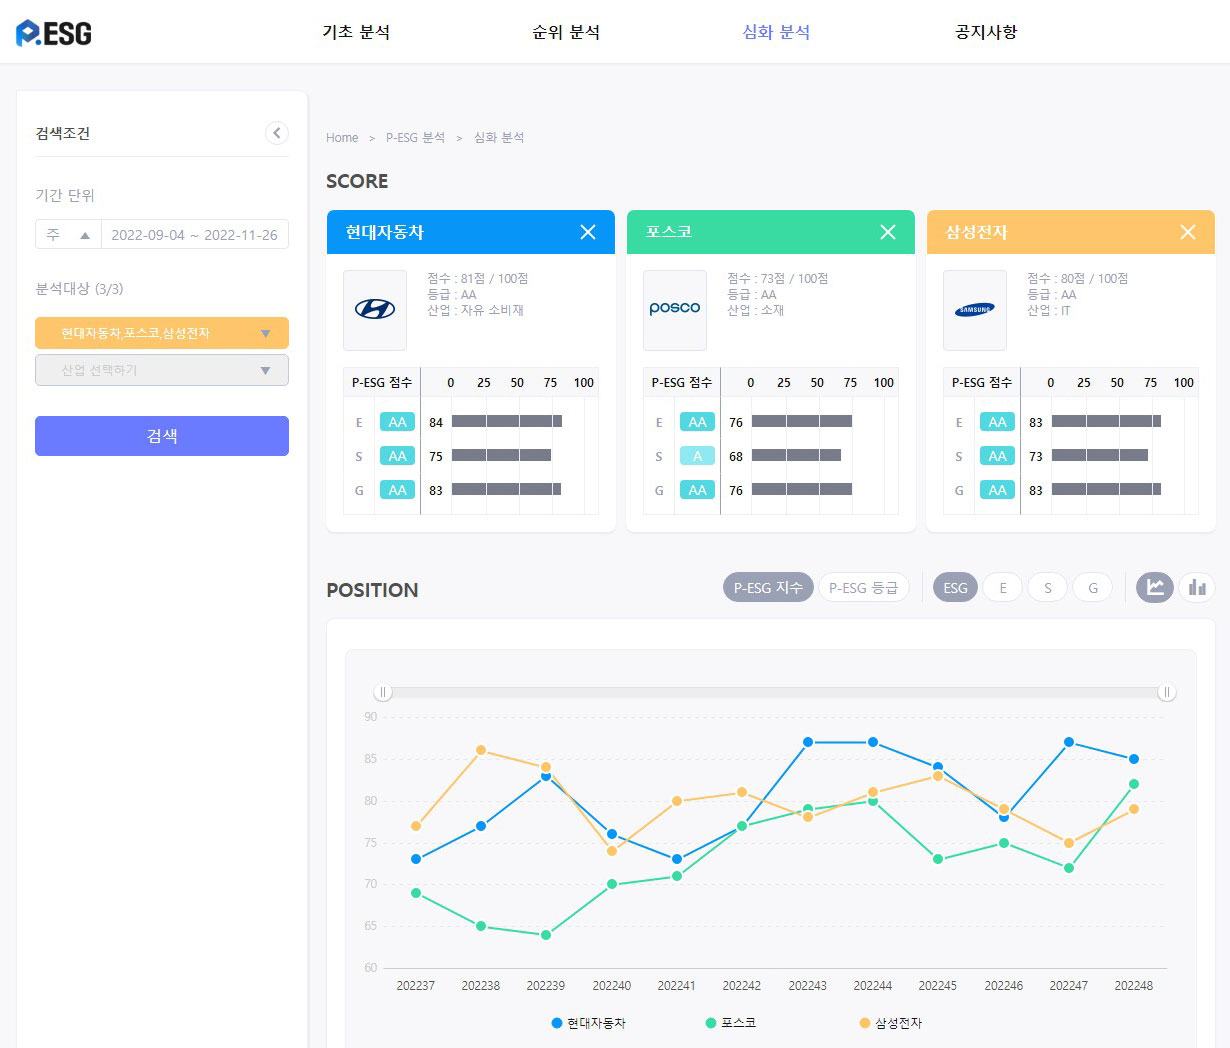 P.ESG
기초 분석
순위 분석
심화 분석
공지사항
검색조건
기간 단위
주 2022-09-04 ~ 2022-11-26
분석대상 (3/3)
현대자동차,포스코,삼성전자
산업 선택하기
검색
Home > P-ESG 분석 > 심화 분석
SCORE
현대자동차
점수 : 81점 / 100점
등급 : AA
산업 : 자유 소비재
P-ESG 점수 0 25 50 75 100
E AA 84
S AA 75
G AA 83
포스코
posco
점수 : 73점 / 100점
등급 : AA
산업 : 소재
P-ESG 점수 0 25 50 75 100
E AA 76
S A 68
G AA 76
삼성전자
SAMSUNG
점수 : 80점 / 100점
등급 : AA
산업 : IT
P-ESG 점수 0 25 50 75 100
E AA 83
S AA 73
G AA 83
POSITION
P-ESG 지수 P-ESG 등급 ESG E S G
90
85
80
75
70
65
60
202237 202238 202239 202240 202241 202242 202243 202244 202245 202246 202247 202248
현대자동차 포스코 삼성전자